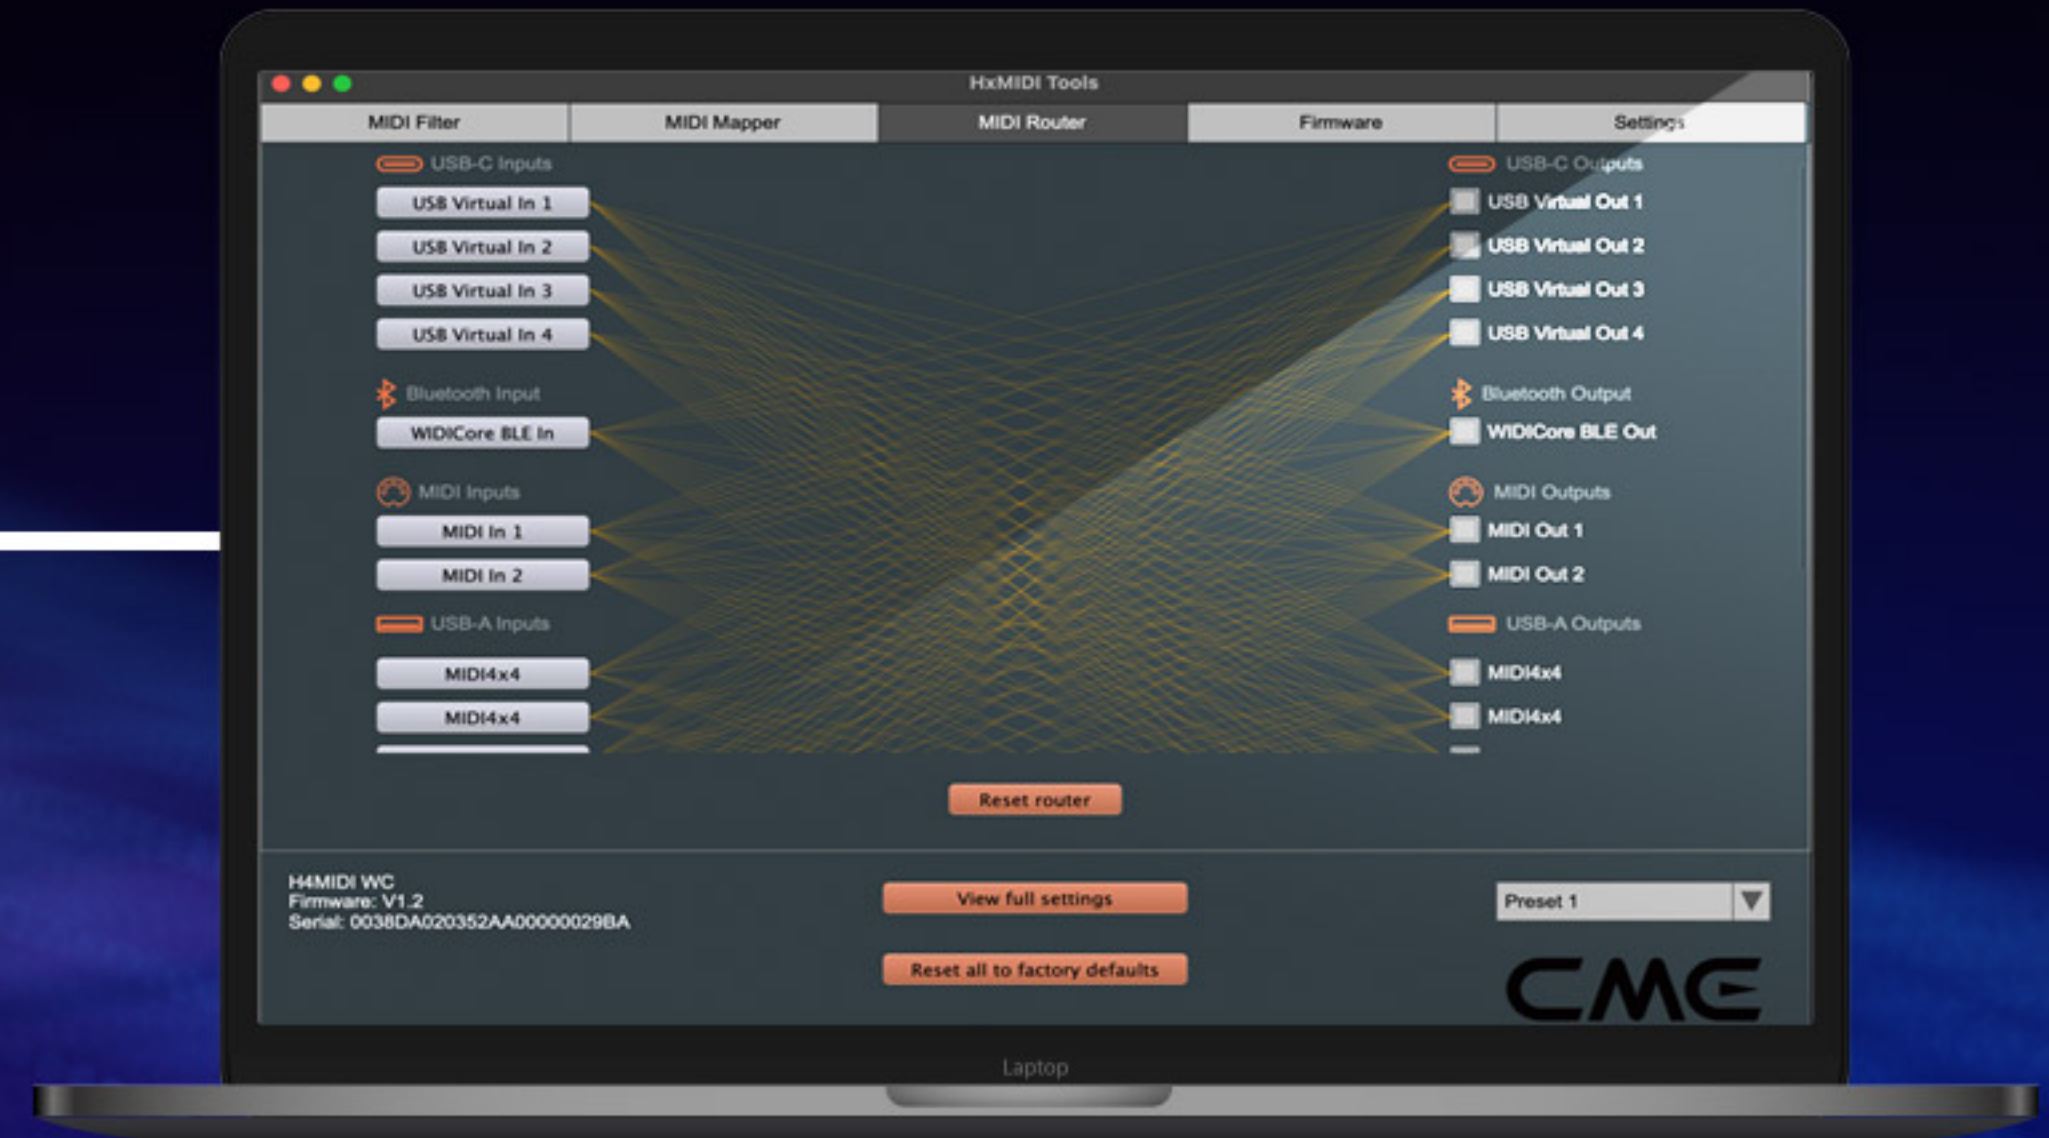 HxMIDI Tools
MIDI Filter
MIDI Mapper
MIDI Router
Firmware
Settings
USB-C Inputs
USB Virtual In 1
USB Virtual In 2
USB Virtual In 3
USB Virtual In 4
Bluetooth Input
WIDICore BLE In
MIDI Inputs
MIDI In 1
MIDI In 2
USB-A Inputs
MIDI4x4
MIDI4x4
USB-C Outputs
USB Virtual Out 1
USB Virtual Out 2
USB Virtual Out 3
USB Virtual Out 4
Bluetooth Output
WIDICore BLE Out
MIDI Outputs
MIDI Out 1
MIDI Out 2
USB-A Outputs
MIDI4x4
MIDI4x4
Reset router
H4MIDI WC
Firmware: V1.2
Serial: 0038DA020352AA00000029BA
View full settings
Reset all to factory defaults
Preset 1
CME
Laptop